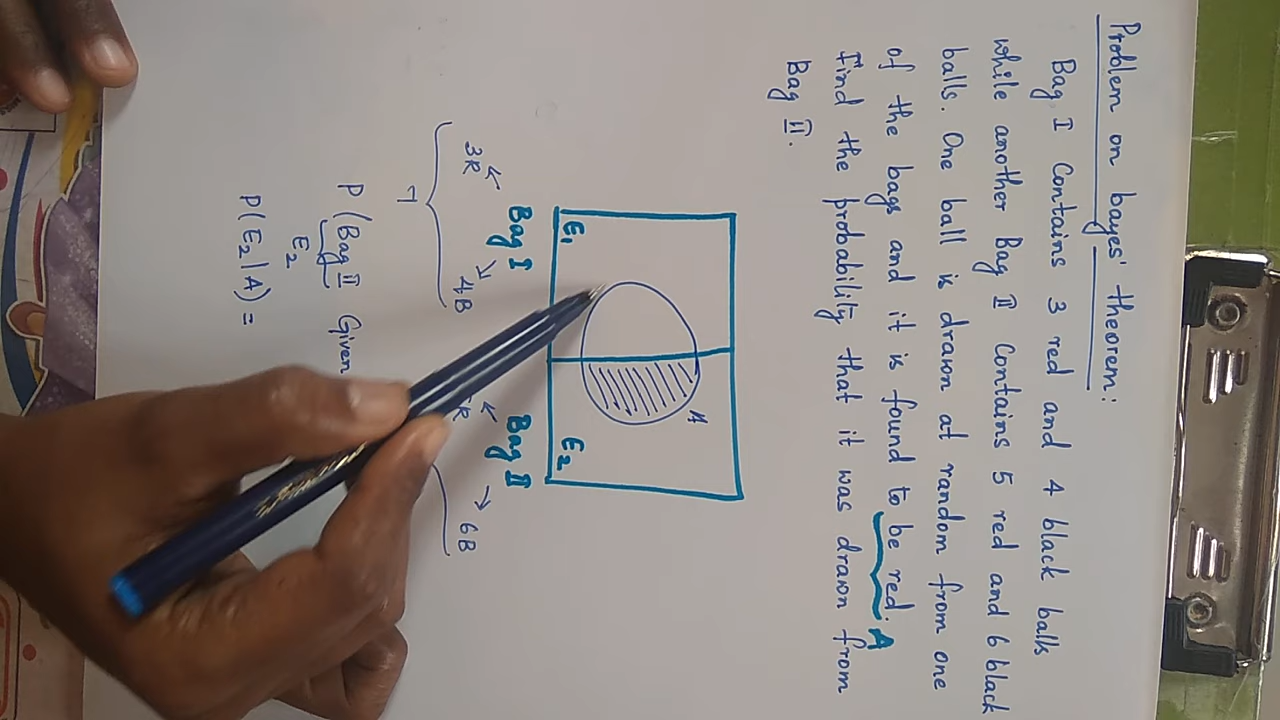 Problem on bayes' theorem:
Bag I Contains 3 red and 4 black balls
while another Bag II Contains 5 red and 6 black
balls. One ball is drawn at random from one
of the bags and it is found to be red. A
find the probability that it was drawn from
Bag II.
A
E₁ E₂
Bag I Bag II
3R 4B R 6B
7
P(Bag II Given
E₂
P(E₂|A) =